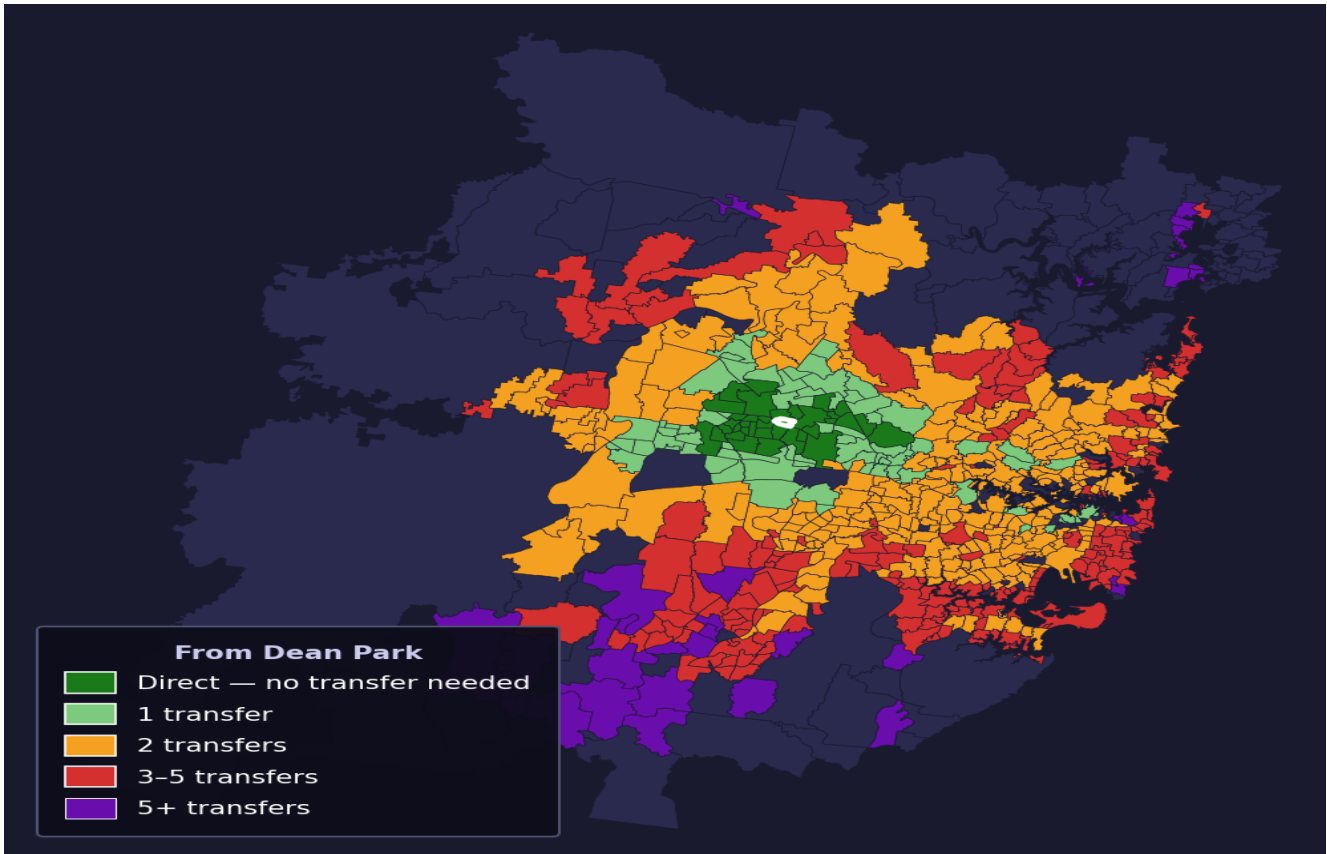 From Dean Park
Direct — no transfer needed
1 transfer
2 transfers
3–5 transfers
5+ transfers